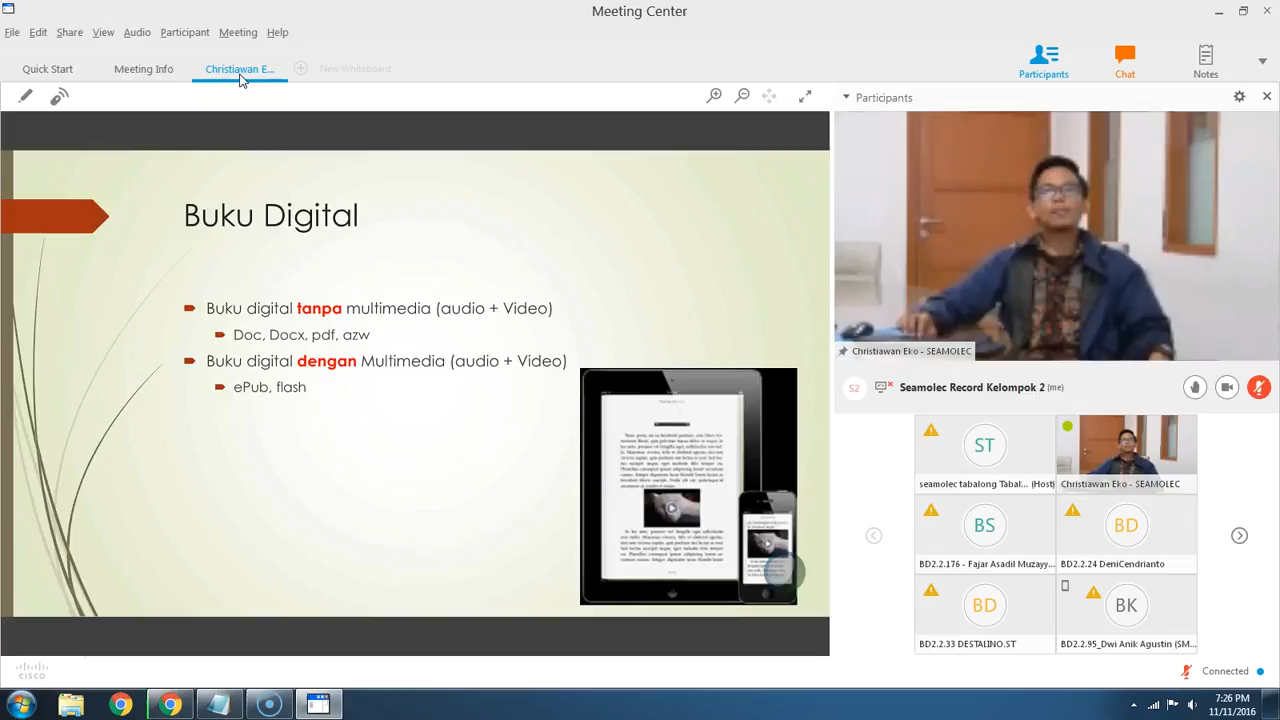 Meeting Center
File Edit Share View Audio Participant Meeting Help
Quick Start Meeting Info Christiawan E... New Whiteboard
Participants Chat Notes
Participants
Buku Digital
Buku digital tanpa multimedia (audio + Video)
Doc, Docx, pdf, azw
Buku digital dengan Multimedia (audio + Video)
ePub, flash
Christiawan Eko - SEAMOLEC
S2 Seamolec Record Kelompok 2 (me)
ST
seamolec tabalong Tabal... (Host) Christiawan Eko - SEAMOLEC
BS BD
BD2.2.176 - Fajar Asadil Muzayy... BD2.2.24 DeniCendrianto
BD BK
BD2.2.33 DESTALINO.ST BD2.2.95_Dwi Anik Agustin (SM...
CISCO
Connected
7:26 PM
11/11/2016